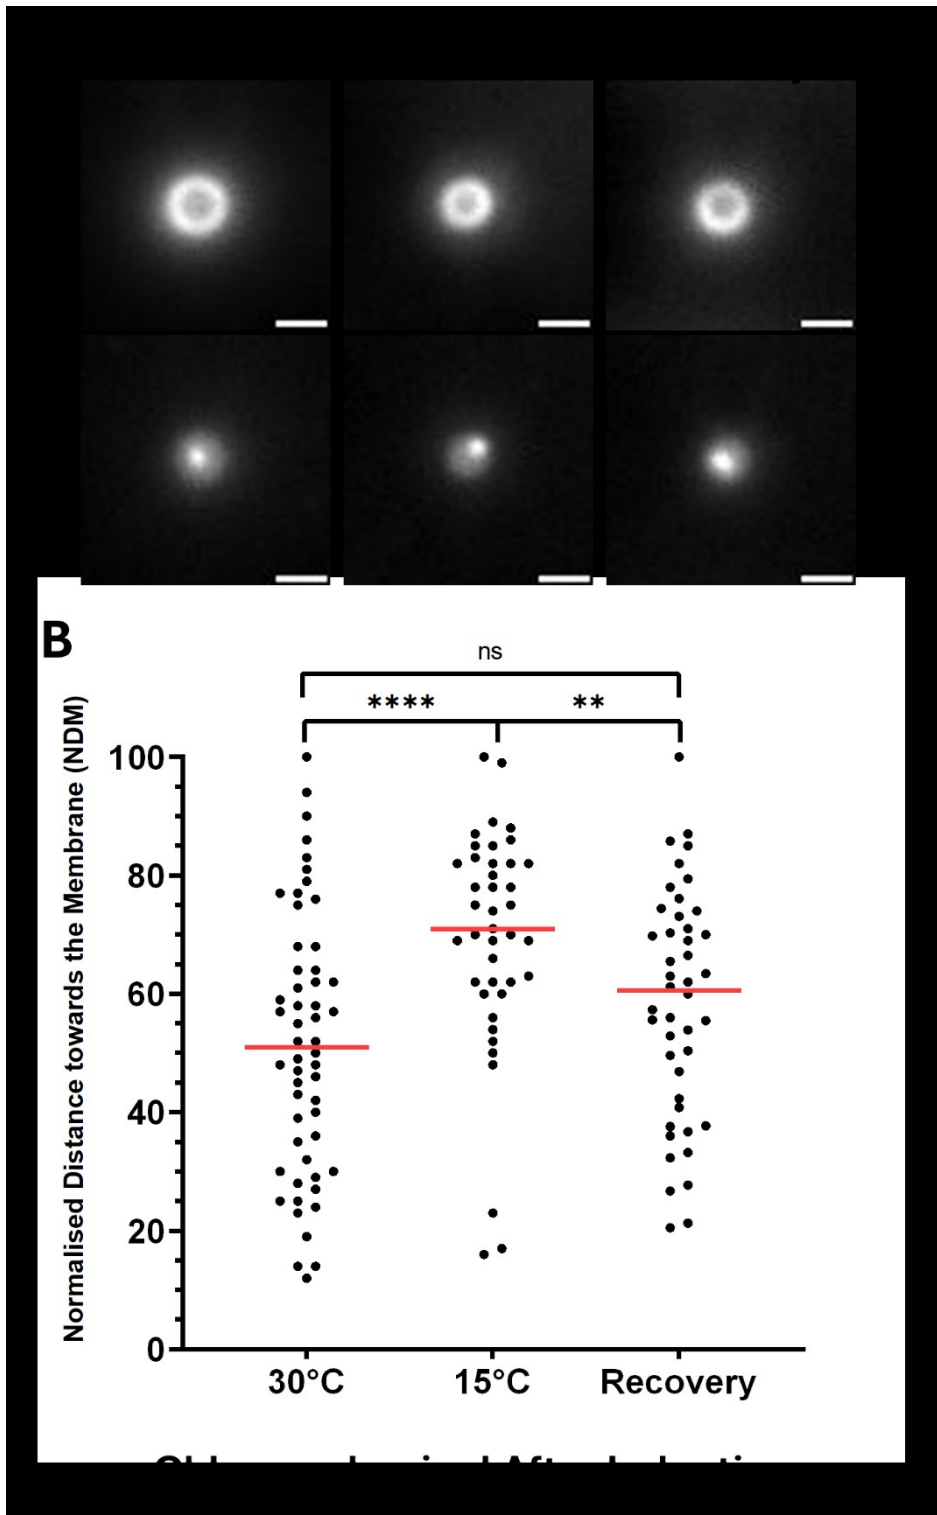 B
ns
**** **
Normalised Distance towards the Membrane (NDM)
100
80
60
40
20
0
30°C 15°C Recovery